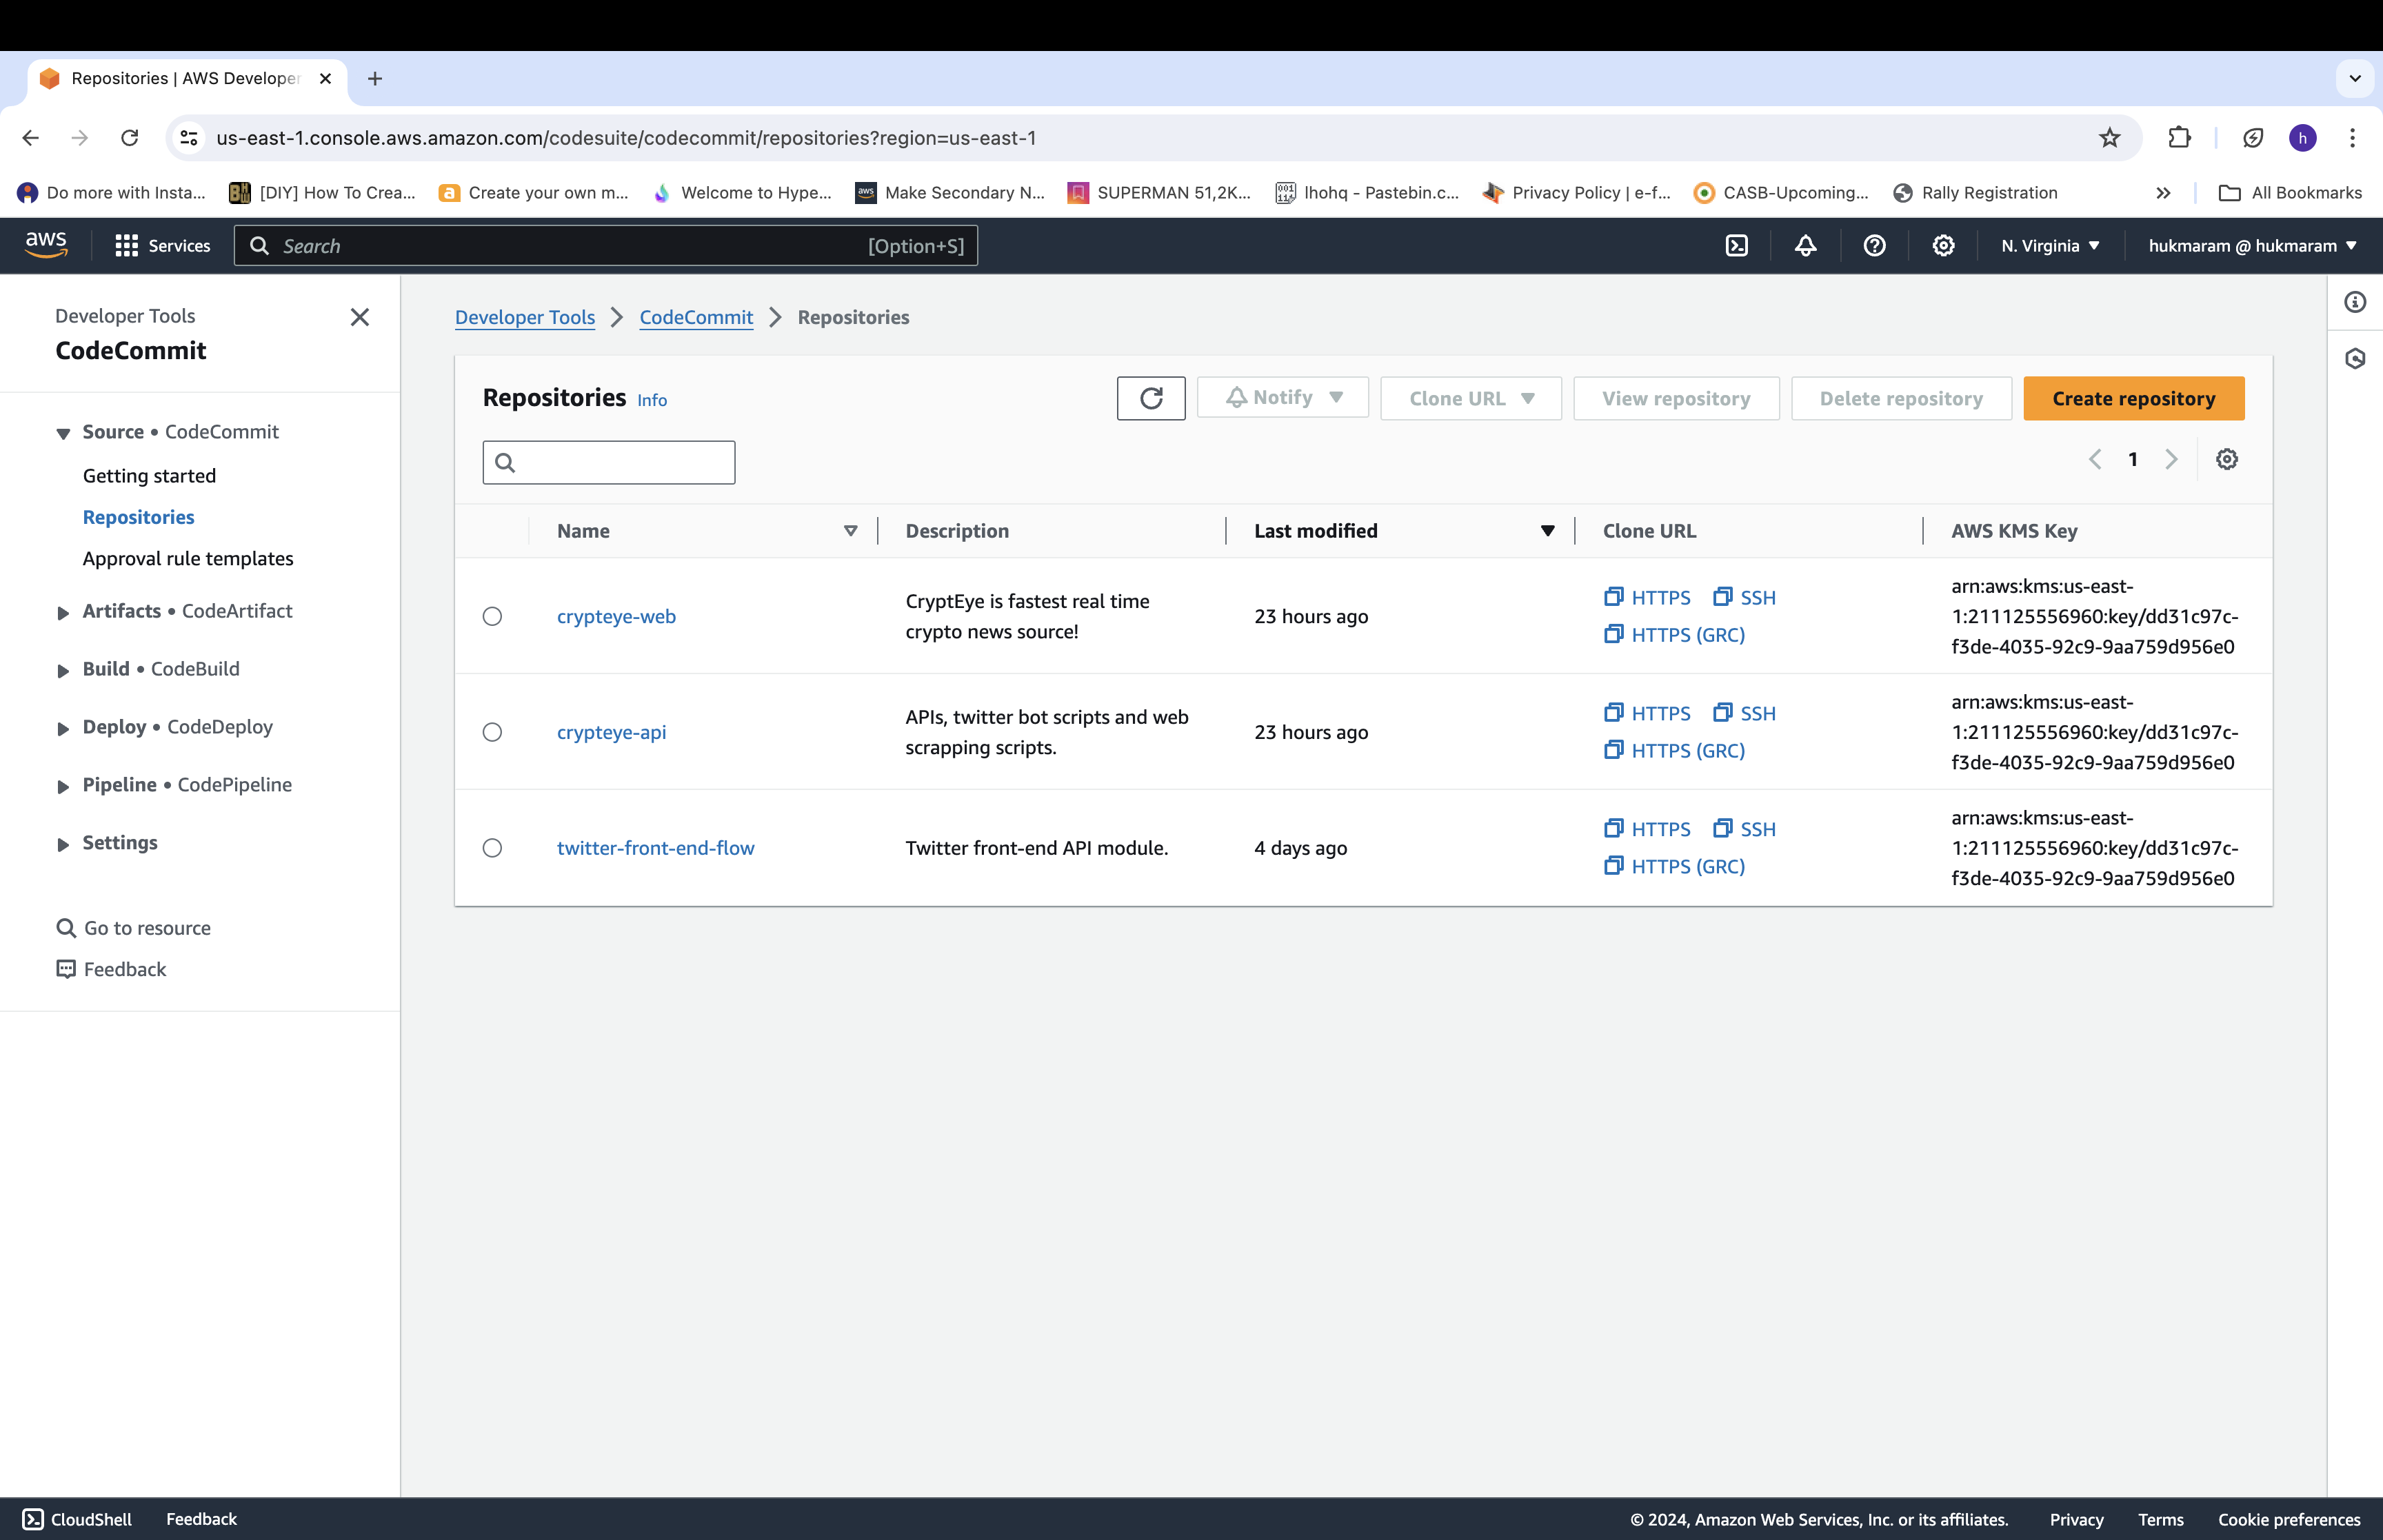 Repositories | AWS Developer
us-east-1.console.aws.amazon.com/codesuite/codecommit/repositories?region=us-east-1
h
Do more with Insta...
[DIY] How To Crea...
Create your own m...
Welcome to Hype...
Make Secondary N...
SUPERMAN 51,2K...
lhohq - Pastebin.c...
Privacy Policy | e-f...
CASB-Upcoming...
Rally Registration
All Bookmarks
aws
Services
Search
[Option+S]
N. Virginia
hukmaram @ hukmaram
Developer Tools
CodeCommit
Source • CodeCommit
Getting started
Repositories
Approval rule templates
Artifacts • CodeArtifact
Build • CodeBuild
Deploy • CodeDeploy
Pipeline • CodePipeline
Settings
Go to resource
Feedback
Developer Tools
CodeCommit
Repositories
Repositories Info
Notify
Clone URL
View repository
Delete repository
Create repository
1
Name
Description
Last modified
Clone URL
AWS KMS Key
crypteye-web
CryptEye is fastest real time
crypto news source!
23 hours ago
HTTPS SSH
HTTPS (GRC)
arn:aws:kms:us-east-
1:211125556960:key/dd31c97c-
f3de-4035-92c9-9aa759d956e0
crypteye-api
APIs, twitter bot scripts and web
scrapping scripts.
23 hours ago
HTTPS SSH
HTTPS (GRC)
arn:aws:kms:us-east-
1:211125556960:key/dd31c97c-
f3de-4035-92c9-9aa759d956e0
twitter-front-end-flow
Twitter front-end API module.
4 days ago
HTTPS SSH
HTTPS (GRC)
arn:aws:kms:us-east-
1:211125556960:key/dd31c97c-
f3de-4035-92c9-9aa759d956e0
CloudShell
Feedback
© 2024, Amazon Web Services, Inc. or its affiliates.
Privacy
Terms
Cookie preferences